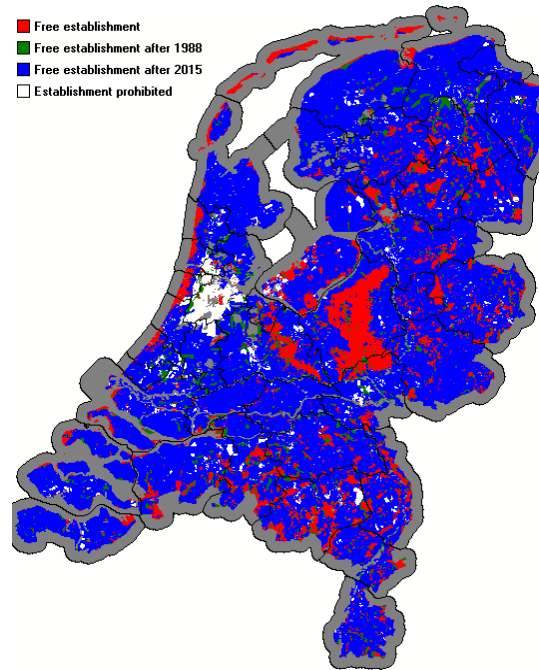 Free establishment
Free establishment after 1988
Free establishment after 2015
Establishment prohibited